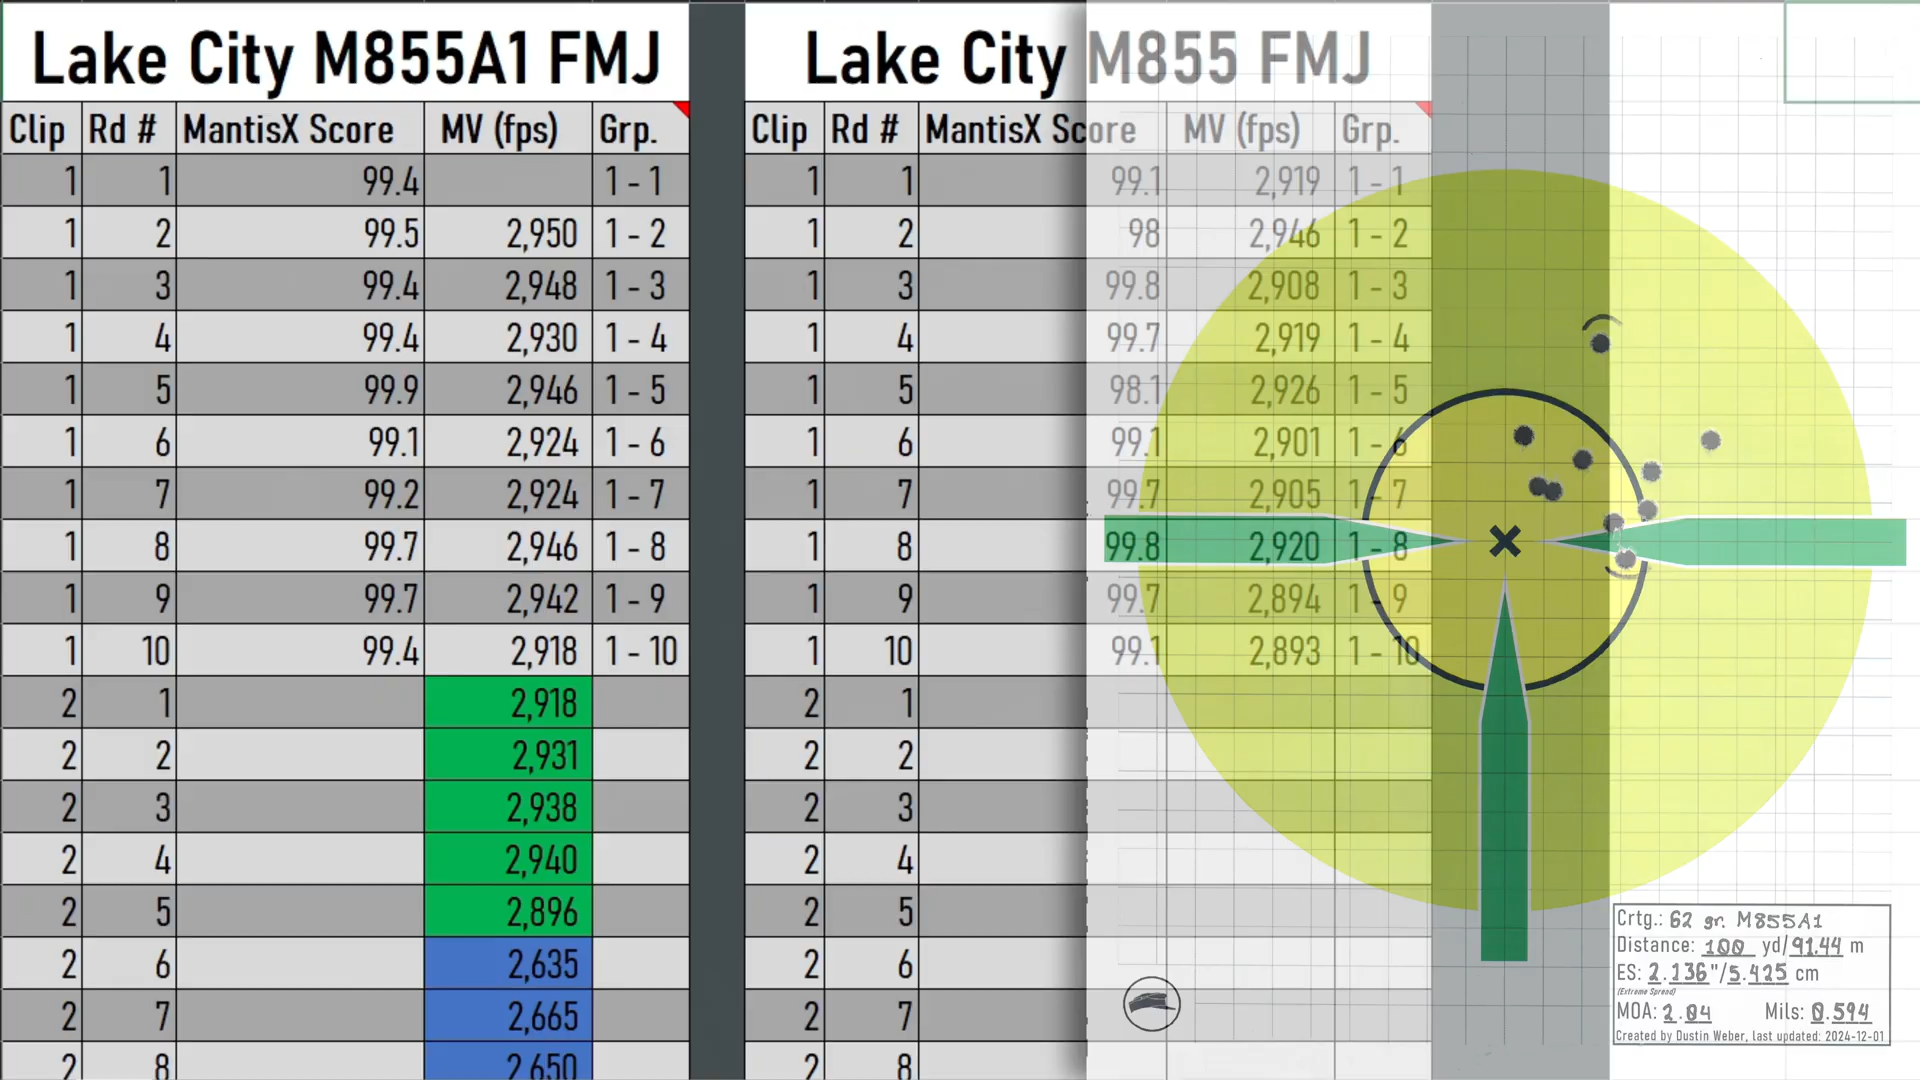 Lake City M855A1 FMJ
Clip Rd # MantisX Score MV (fps) Grp.
1 1 99.4 1 - 1
1 2 99.5 2,950 1 - 2
1 3 99.4 2,948 1 - 3
1 4 99.4 2,930 1 - 4
1 5 99.9 2,946 1 - 5
1 6 99.1 2,924 1 - 6
1 7 99.2 2,924 1 - 7
1 8 99.7 2,946 1 - 8
1 9 99.7 2,942 1 - 9
1 10 99.4 2,918 1 - 10
2 1 2,918
2 2 2,931
2 3 2,938
2 4 2,940
2 5 2,896
2 6 2,635
2 7 2,665
2 8 2,650
Lake City M855 FMJ
Clip Rd # MantisX Score MV (fps) Grp.
1 1 99.1 2,919 1 - 1
1 2 98 2,946 1 - 2
1 3 99.8 2,908 1 - 3
1 4 99.7 2,919 1 - 4
1 5 98.1 2,926 1 - 5
1 6 99.1 2,901 1 - 6
1 7 99.7 2,905 1 - 7
1 8 99.8 2,920 1 - 8
1 9 99.7 2,894 1 - 9
1 10 99.1 2,893 1 - 10
2 1
2 2
2 3
2 4
2 5
2 6
2 7
2 8
Crtg.: 62 gr. M855A1
Distance: 100 yd/91.44 m
ES: 2.136"/5.425 cm
(Extreme Spread)
MOA: 2.04 Mils: 0.594
Created by Dustin Weber, last updated: 2024-12-01